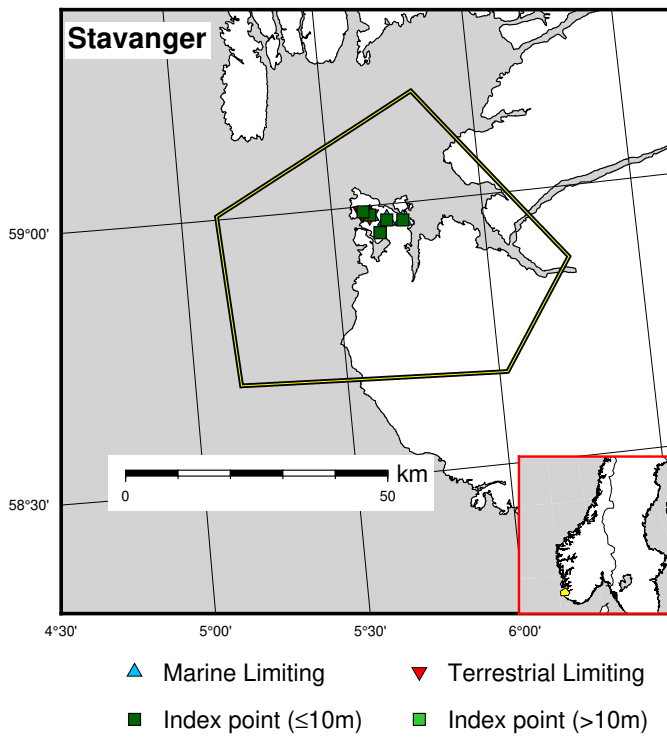 Stavanger
59°00'
58°30'
km
0
50
4°30'
5°00'
5°30'
6°00'
Marine Limiting
Terrestrial Limiting
Index point (≤10m)
Index point (>10m)